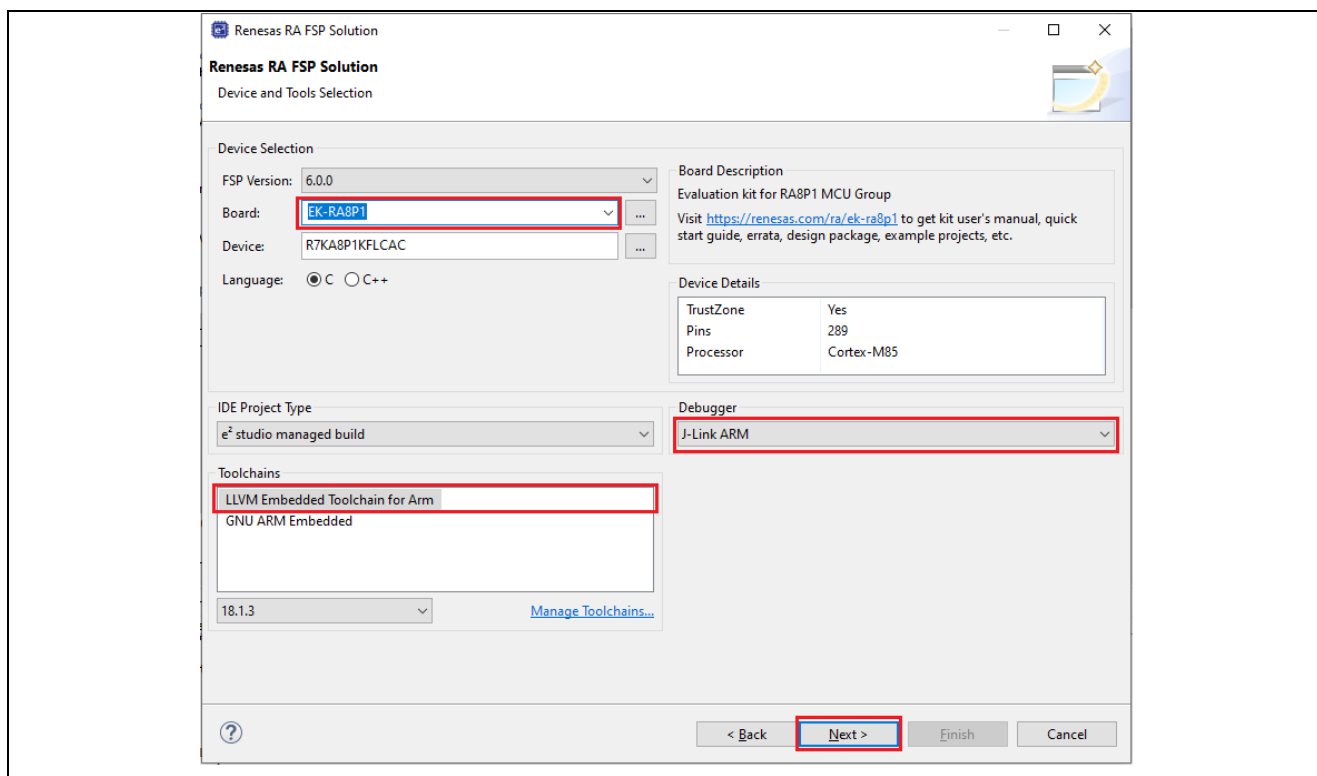 Renesas RA FSP Solution
Renesas RA FSP Solution
Device and Tools Selection
Device Selection
FSP Version: 6.0.0
Board: EK-RA8P1 ...
Device: R7KA8P1KFLCAC ...
Language: C C++
Board Description
Evaluation kit for RA8P1 MCU Group
Visit https://renesas.com/ra/ek-ra8p1 to get kit user's manual, quick
start guide, errata, design package, example projects, etc.
Device Details
TrustZone Yes
Pins 289
Processor Cortex-M85
IDE Project Type
e² studio managed build
Debugger
J-Link ARM
Toolchains
LLVM Embedded Toolchain for Arm
GNU ARM Embedded
18.1.3 Manage Toolchains...
? < Back Next > Finish Cancel